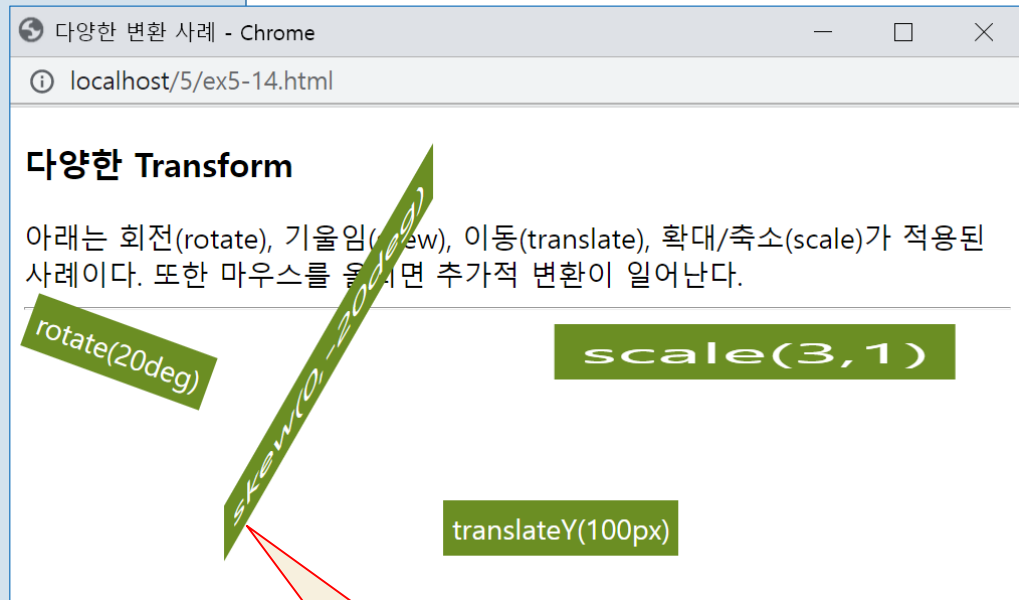 다양한 변환 사례 - Chrome
localhost/5/ex5-14.html
다양한 Transform
아래는 회전(rotate), 기울임(skew), 이동(translate), 확대/축소(scale)가 적용된
사례이다. 또한 마우스를 올리면 추가적 변환이 일어난다.
rotate(20deg)
skew(0, -20deg)
scale(3,1)
translateY(100px)